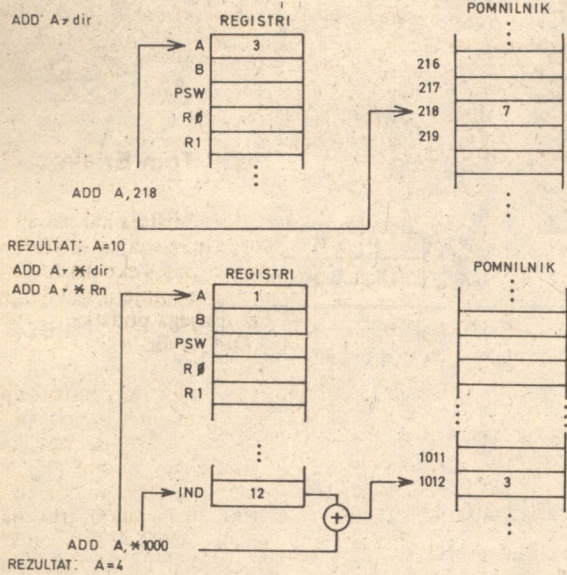 ADD A, dir
REGISTRI
POMNILNIK
A 3
B
PSW
RØ
R1
216
217
218 7
219
ADD A, 218
REZULTAT: A=10
ADD A, * dir
ADD A, * Rn
REGISTRI
POMNILNIK
A 1
B
PSW
RØ
R1
1011
1012 3
IND 12
+
ADD A, *1000
REZULTAT: A=4